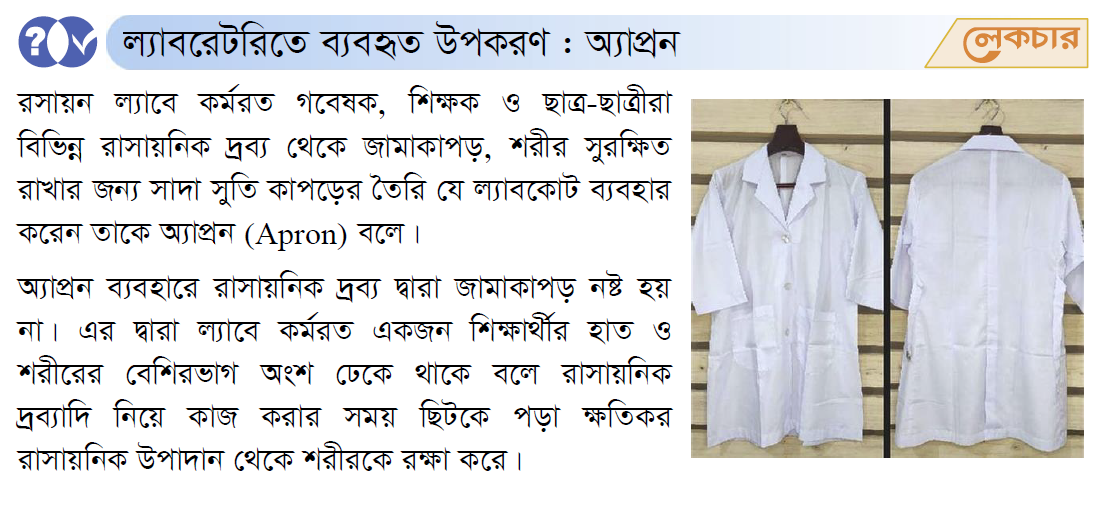 ল্যাবরেটরিতে ব্যবহৃত উপকরণ : অ্যাপ্রন
লেকচার
রসায়ন ল্যাবে কর্মরত গবেষক, শিক্ষক ও ছাত্র-ছাত্রীরা
বিভিন্ন রাসায়নিক দ্রব্য থেকে জামাকাপড়, শরীর সুরক্ষিত
রাখার জন্য সাদা সুতি কাপড়ের তৈরি যে ল্যাবকোট ব্যবহার
করেন তাকে অ্যাপ্রন (Apron) বলে।
অ্যাপ্রন ব্যবহারে রাসায়নিক দ্রব্য দ্বারা জামাকাপড় নষ্ট হয়
না। এর দ্বারা ল্যাবে কর্মরত একজন শিক্ষার্থীর হাত ও
শরীরের বেশিরভাগ অংশ ঢেকে থাকে বলে রাসায়নিক
দ্রব্যাদি নিয়ে কাজ করার সময় ছিটকে পড়া ক্ষতিকর
রাসায়নিক উপাদান থেকে শরীরকে রক্ষা করে।